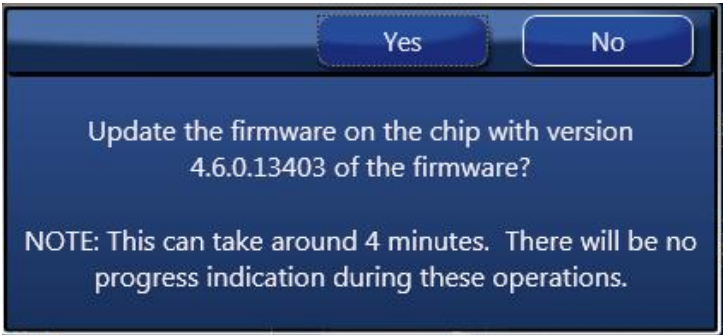 Yes No
Update the firmware on the chip with version
4.6.0.13403 of the firmware?
NOTE: This can take around 4 minutes.  There will be no
progress indication during these operations.